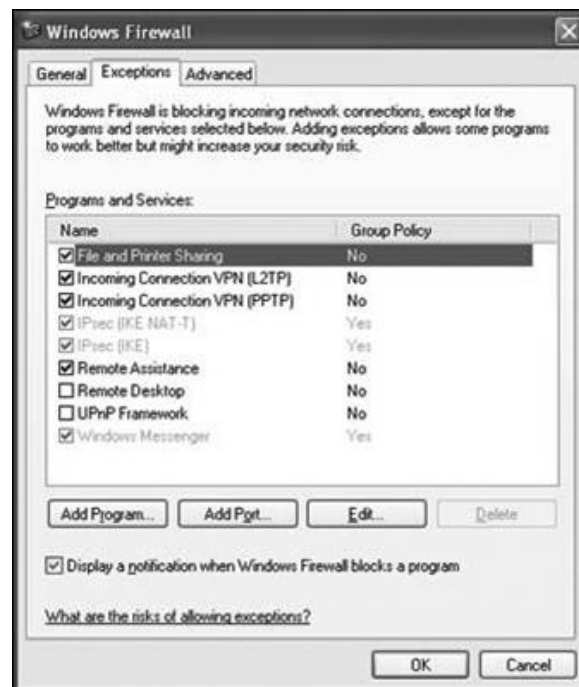 Windows Firewall
General Exceptions Advanced
Windows Firewall is blocking incoming network connections, except for the
programs and services selected below. Adding exceptions allows some programs
to work better but might increase your security risk.
Programs and Services:
Name Group Policy
File and Printer Sharing No
Incoming Connection VPN (L2TP) No
Incoming Connection VPN (PPTP) No
IPsec (IKE NAT-T) Yes
IPsec (IKE) Yes
Remote Assistance No
Remote Desktop No
UPnP Framework No
Windows Messenger Yes
Add Program... Add Port... Edit... Delete
Display a notification when Windows Firewall blocks a program
What are the risks of allowing exceptions?
OK Cancel